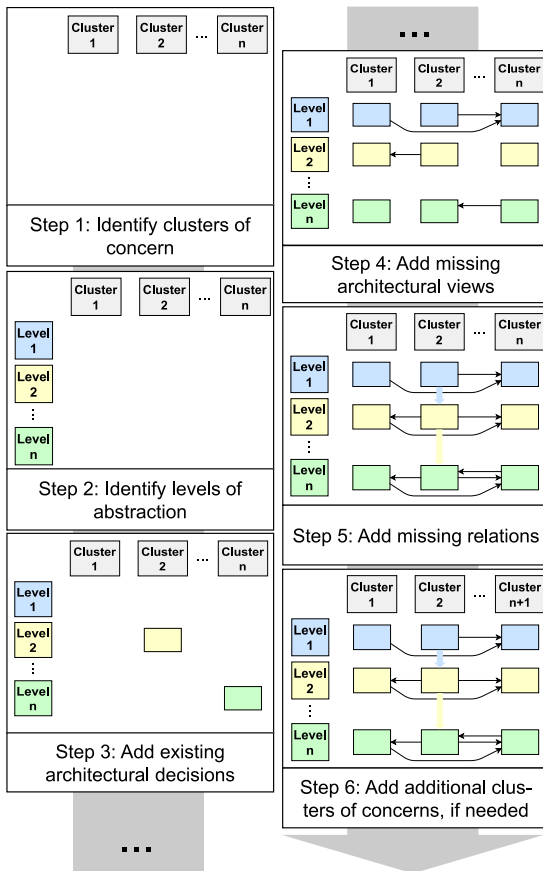 Cluster 1
Cluster 2
...
Cluster n
Step 1: Identify clusters of
concern
Cluster 1
Cluster 2
...
Cluster n
Level 1
Level 2
...
Level n
Step 2: Identify levels of
abstraction
Cluster 1
Cluster 2
...
Cluster n
Level 1
Level 2
...
Level n
Step 3: Add existing
architectural decisions
...
...
Cluster 1
Cluster 2
...
Cluster n
Level 1
Level 2
...
Level n
Step 4: Add missing
architectural views
Cluster 1
Cluster 2
...
Cluster n
Level 1
Level 2
...
Level n
Step 5: Add missing relations
Cluster 1
Cluster 2
...
Cluster n+1
Level 1
Level 2
...
Level n
Step 6: Add additional clus-
ters of concerns, if needed